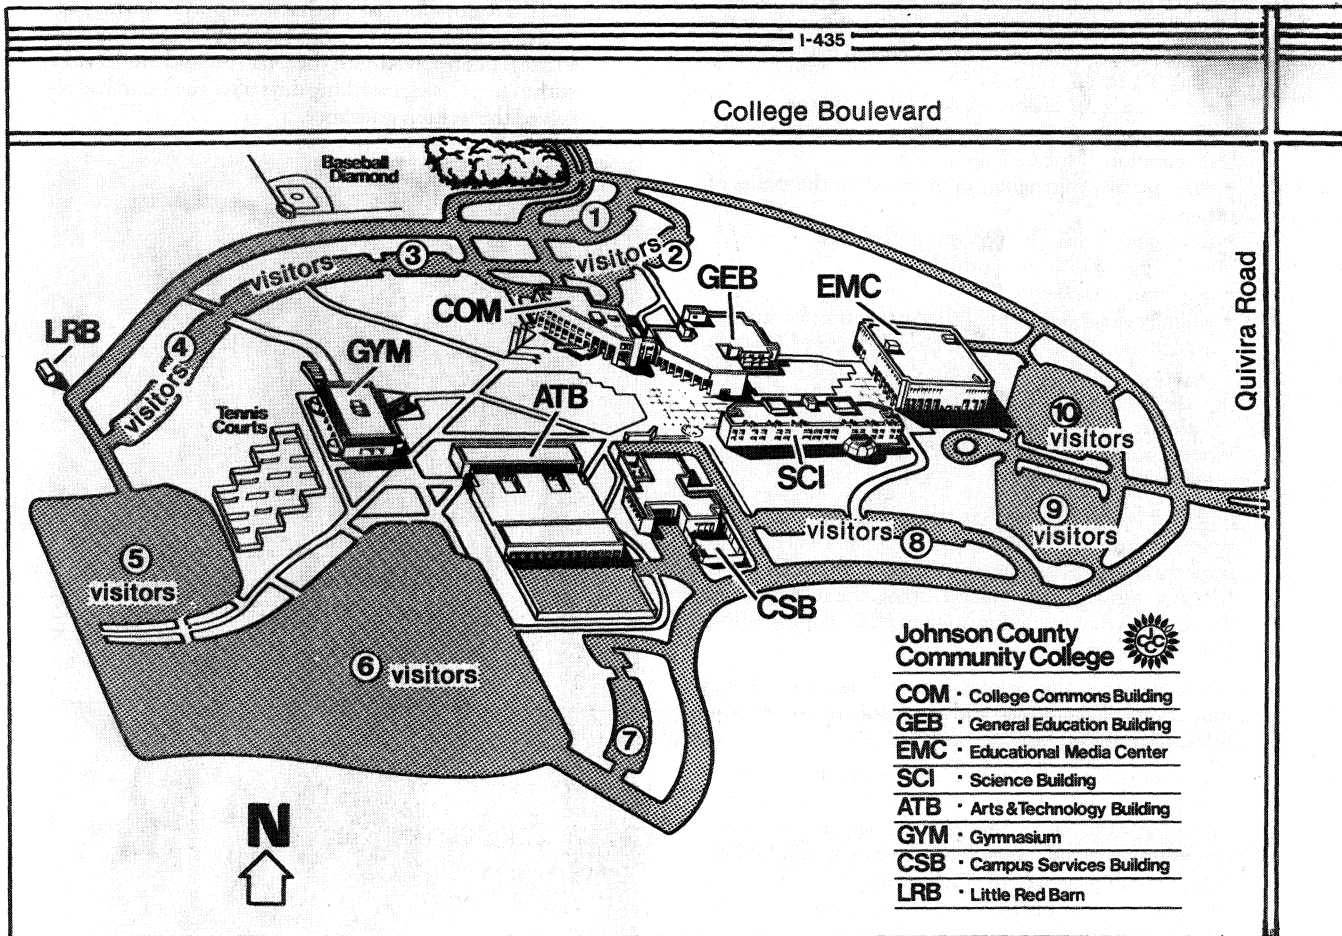 I-435
College Boulevard
Quivira Road
Baseball
Diamond
1
visitors
2
3
visitors
GEB
EMC
COM
LRB
4
visitors
GYM
ATB
Tennis
Courts
10
visitors
SCI
9
visitors
visitors
8
5
visitors
CSB
6 visitors
7
N
Johnson County
Community College
JCCC
COM · College Commons Building
GEB · General Education Building
EMC · Educational Media Center
SCI · Science Building
ATB · Arts & Technology Building
GYM · Gymnasium
CSB · Campus Services Building
LRB · Little Red Barn